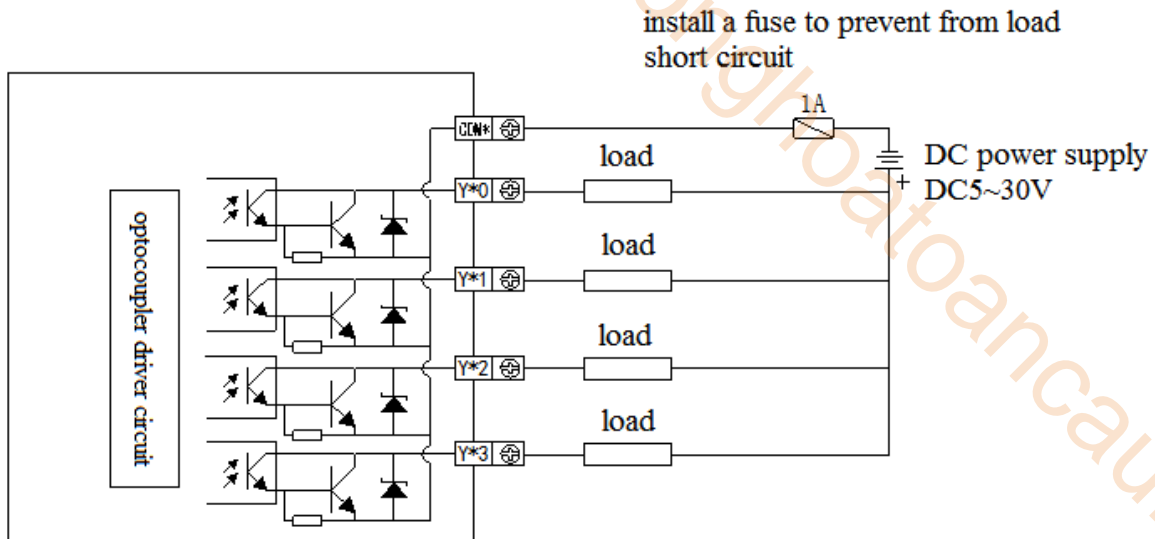 install a fuse to prevent from load
short circuit
1A
COM*
load
DC power supply
DC5~30V
+
Y*0
load
Y*1
optocoupler driver circuit
load
Y*2
load
Y*3
onghoatoancau